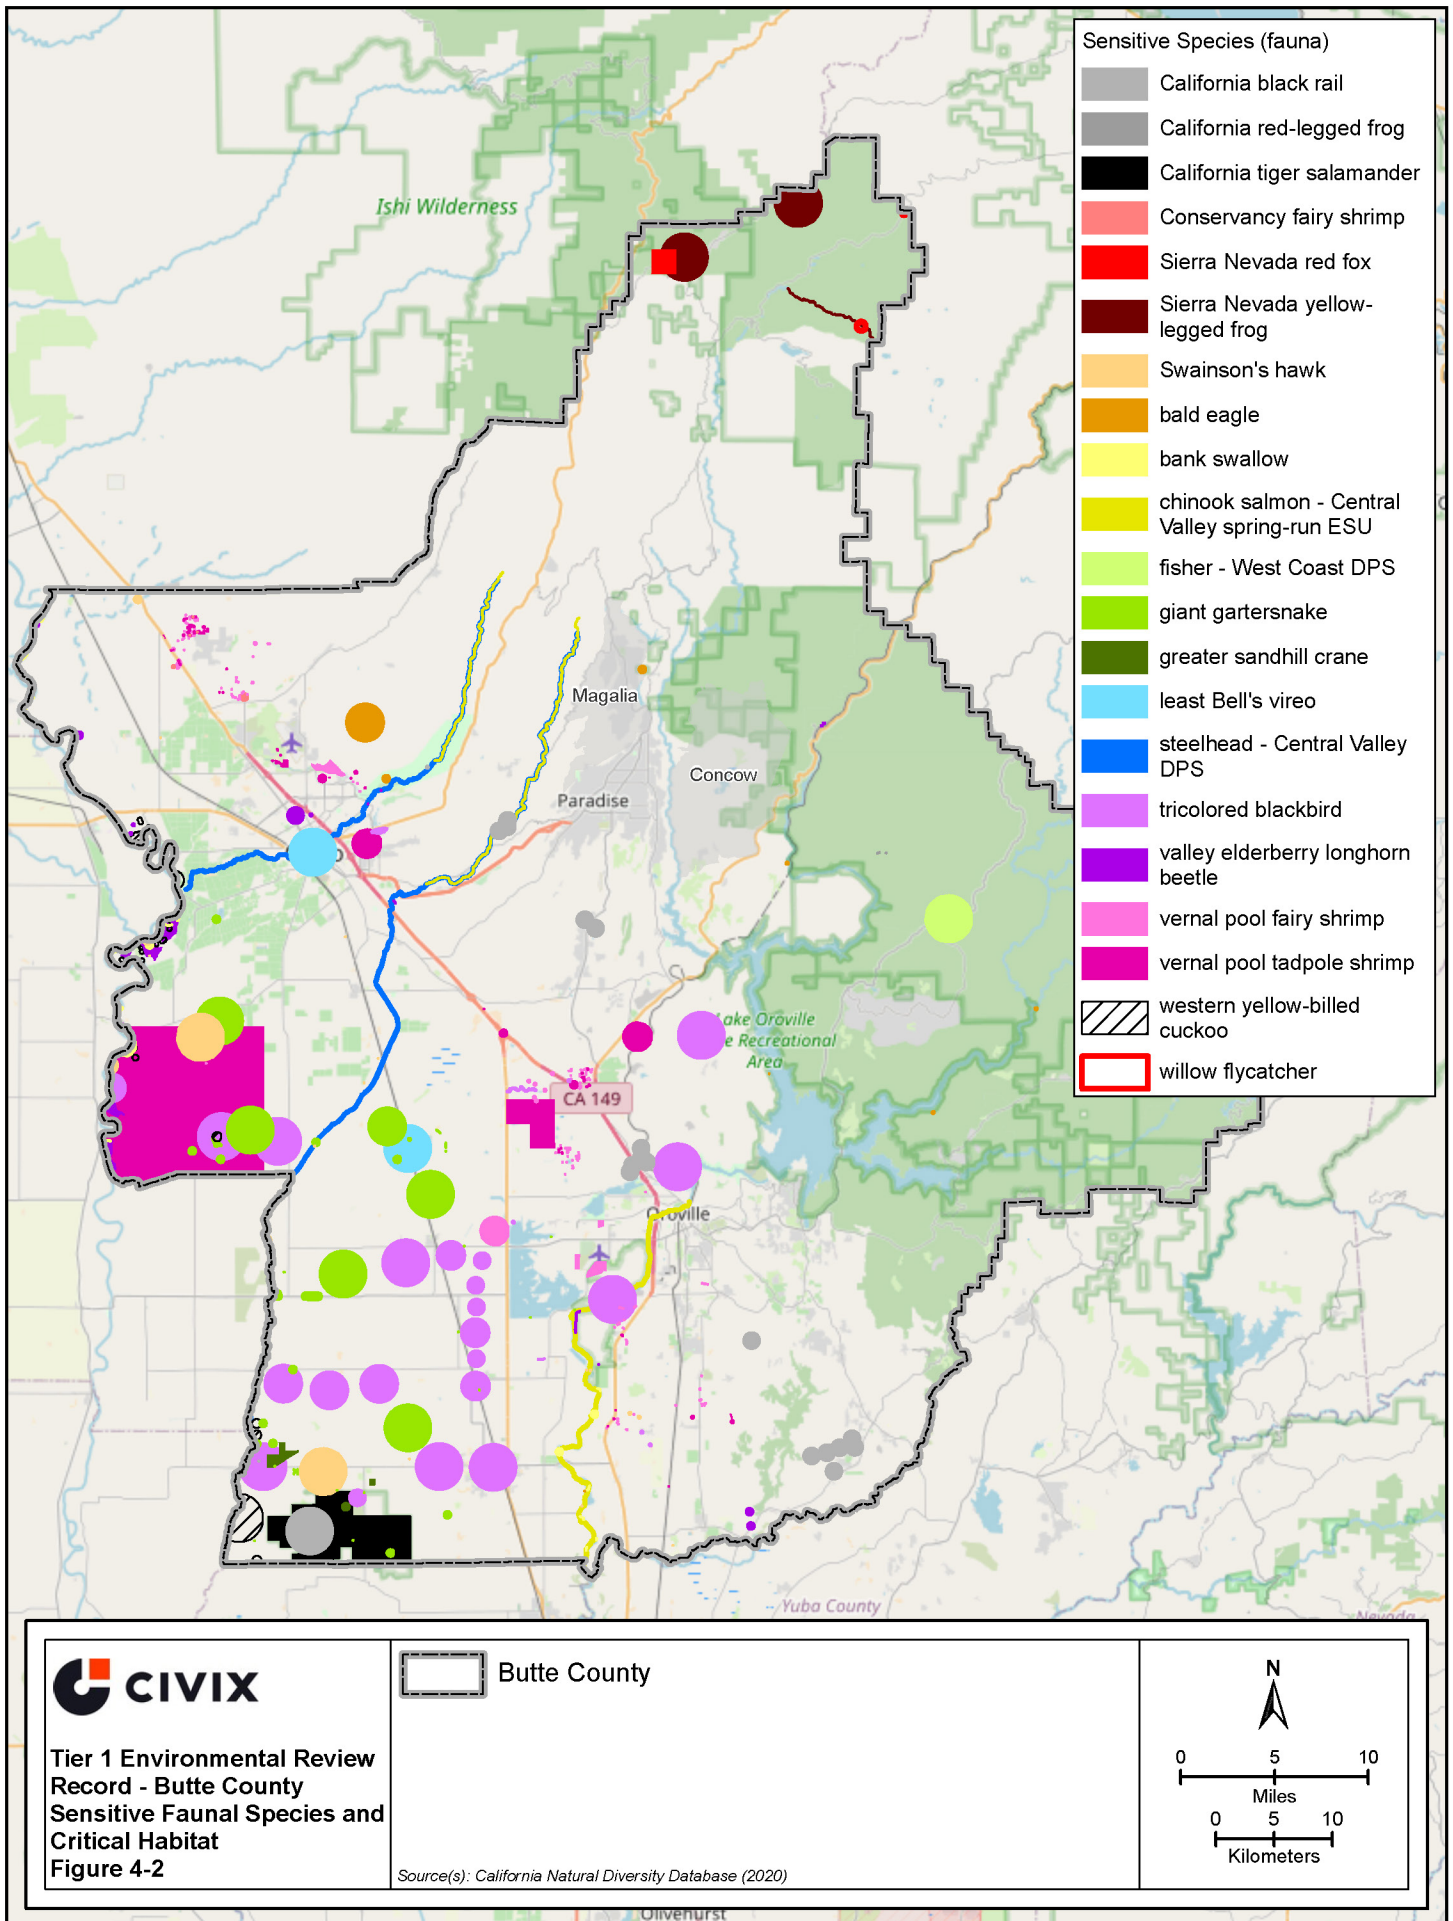 Sensitive Species (fauna)
California black rail
California red-legged frog
California tiger salamander
Conservancy fairy shrimp
Sierra Nevada red fox
Sierra Nevada yellow-
legged frog
Swainson's hawk
bald eagle
bank swallow
chinook salmon - Central
Valley spring-run ESU
fisher - West Coast DPS
giant gartersnake
greater sandhill crane
least Bell's vireo
steelhead - Central Valley
DPS
tricolored blackbird
valley elderberry longhorn
beetle
vernal pool fairy shrimp
vernal pool tadpole shrimp
western yellow-billed
cuckoo
willow flycatcher
Ishi Wilderness
Magalia
Concow
Paradise
Lake Oroville
Recreational
Area
CA 149
Oroville
Yuba County
Nevada
CIVIX
Tier 1 Environmental Review
Record - Butte County
Sensitive Faunal Species and
Critical Habitat
Figure 4-2
Butte County
Source(s): California Natural Diversity Database (2020)
N
0 5 10
Miles
0 5 10
Kilometers
Olivehurst